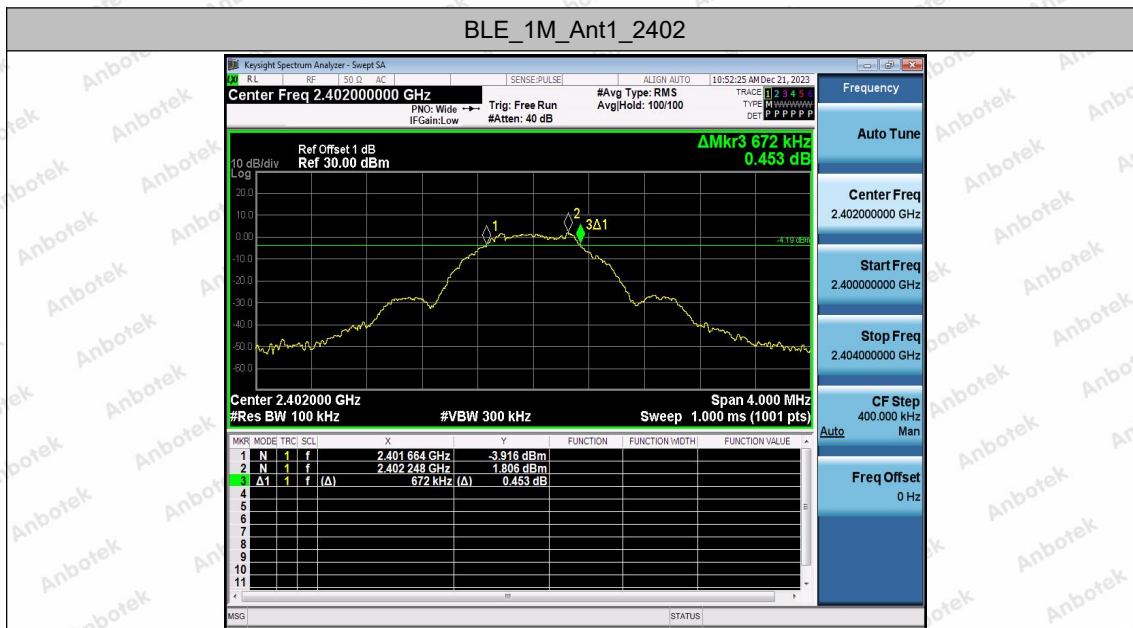 BLE_1M_Ant1_2402
Keysight Spectrum Analyzer - Swept SA
RL RF 50 Ω AC SENSE:PULSE ALIGN AUTO 10:52:25 AM Dec 21, 2023
Center Freq 2.402000000 GHz
PNO: Wide
IFGain:Low
Trig: Free Run
#Atten: 40 dB
#Avg Type: RMS
Avg|Hold: 100/100
TRACE 1 2 3 4 5 6
TYPE M W W W W W
DET P P P P P P
ΔMkr3 672 kHz
0.453 dB
Ref Offset 1 dB
10 dB/div Ref 30.00 dBm
Log
20.0
10.0
0.00
-10.0
-20.0
-30.0
-40.0
-50.0
-60.0
1
2
3Δ1
-4.19 dBm
Center 2.402000 GHz Span 4.000 MHz
#Res BW 100 kHz #VBW 300 kHz Sweep 1.000 ms (1001 pts)
MKR MODE TRC SCL X Y FUNCTION FUNCTION WIDTH FUNCTION VALUE
1 N 1 f 2.401 664 GHz -3.916 dBm
2 N 1 f 2.402 248 GHz 1.806 dBm
3 Δ1 1 f (Δ) 672 kHz (Δ) 0.453 dB
4
5
6
7
8
9
10
11
MSG STATUS
Frequency
Auto Tune
Center Freq
2.402000000 GHz
Start Freq
2.400000000 GHz
Stop Freq
2.404000000 GHz
CF Step
400.000 kHz
Auto Man
Freq Offset
0 Hz
Anbotek